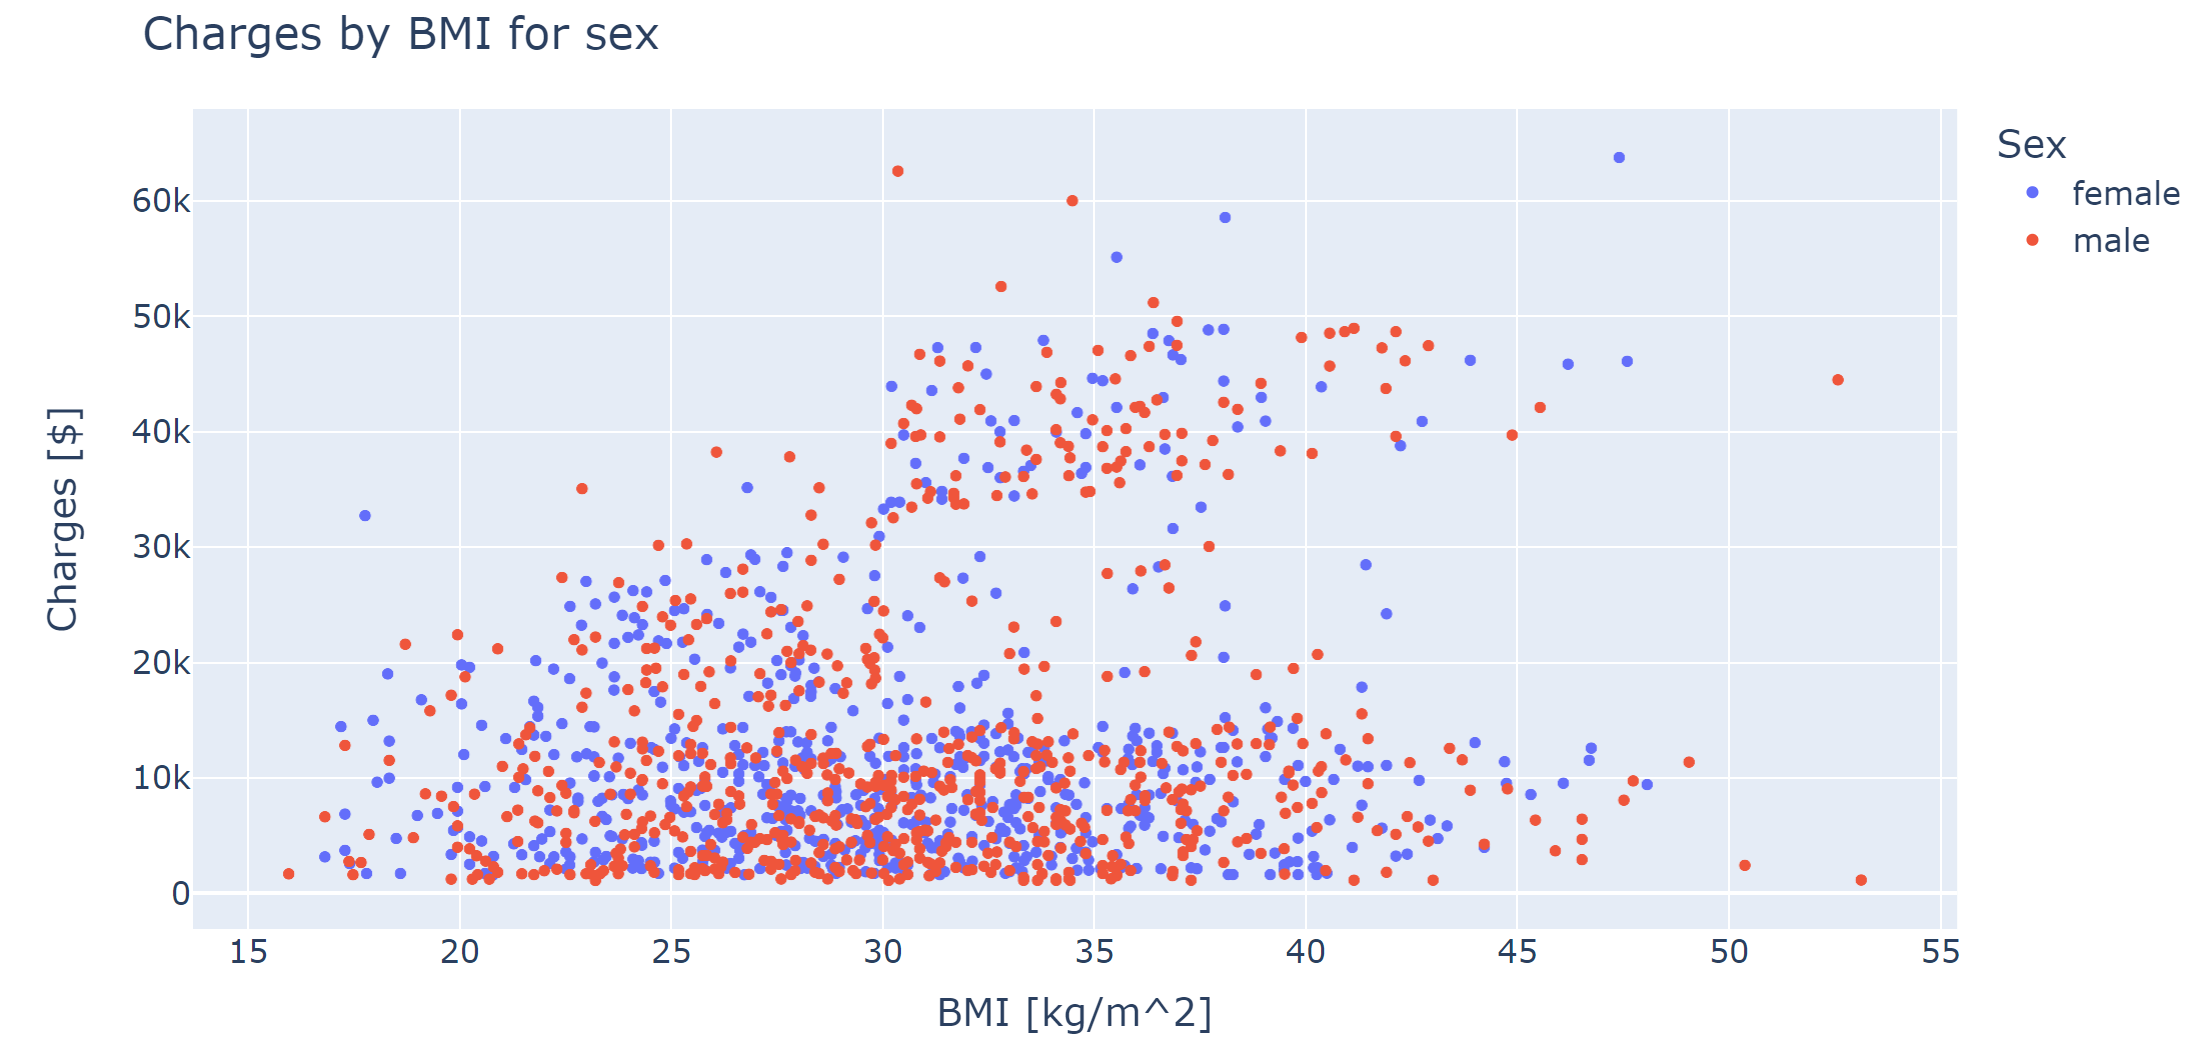 Charges by BMI for sex
Sex
female
male
60k
50k
40k
30k
20k
10k
0
Charges [$]
15 20 25 30 35 40 45 50 55
BMI [kg/m^2]